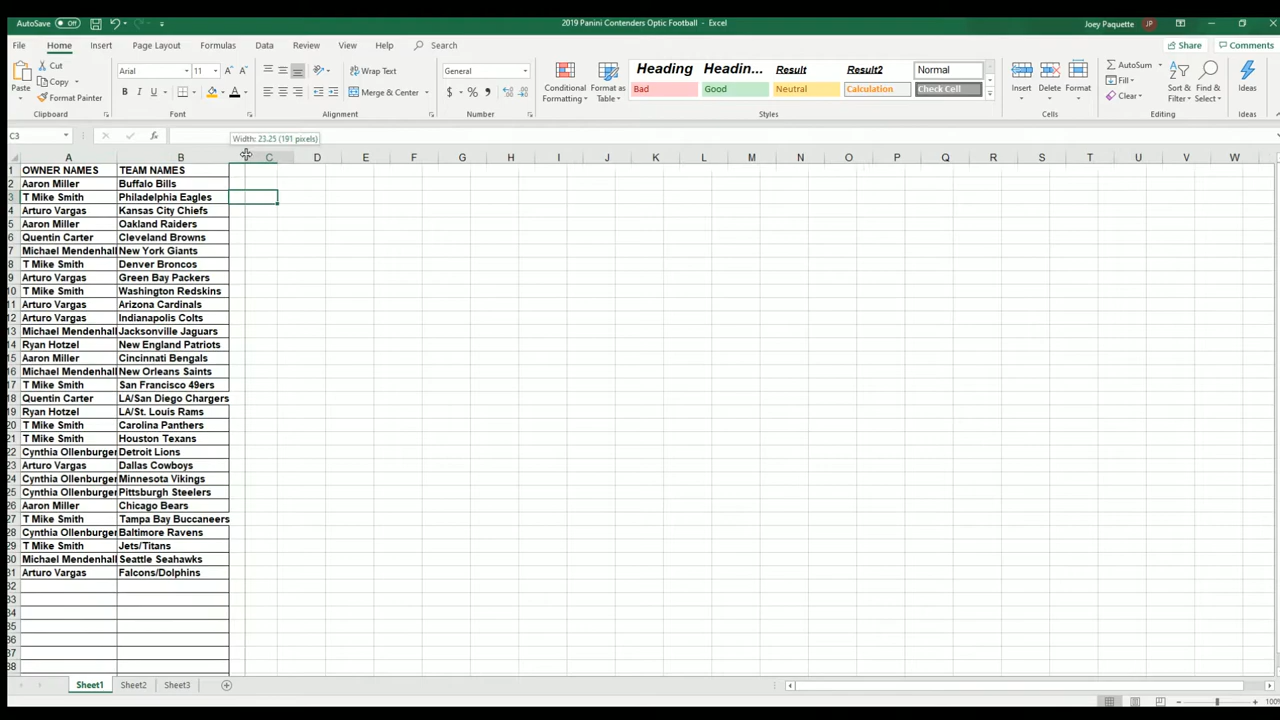 AutoSave Off 2019 Panini Contenders Optic Football - Excel Joey Paquette JP
File Home Insert Page Layout Formulas Data Review View Help Search Share Comments
Paste Cut Copy Format Painter
Clipboard
Arial 11 A A B I U A
Font
Wrap Text
Merge & Center
Alignment
General
$ % ,
Number
Conditional Formatting Format as Table
Heading Headin... Result Result2 Normal
Bad Good Neutral Calculation Check Cell
Styles
Insert Delete Format
Cells
AutoSum
Fill
Clear
Sort & Filter Find & Select
Editing
Ideas
Ideas
C3 fx
Width: 23.25 (191 pixels)
A B C D E F G H I J K L M N O P Q R S T U V W
1 OWNER NAMES TEAM NAMES
2 Aaron Miller Buffalo Bills
3 T Mike Smith Philadelphia Eagles
4 Arturo Vargas Kansas City Chiefs
5 Aaron Miller Oakland Raiders
6 Quentin Carter Cleveland Browns
7 Michael Mendenhall New York Giants
8 T Mike Smith Denver Broncos
9 Arturo Vargas Green Bay Packers
10 T Mike Smith Washington Redskins
11 Arturo Vargas Arizona Cardinals
12 Arturo Vargas Indianapolis Colts
13 Michael Mendenhall Jacksonville Jaguars
14 Ryan Hotzel New England Patriots
15 Aaron Miller Cincinnati Bengals
16 Michael Mendenhall New Orleans Saints
17 T Mike Smith San Francisco 49ers
18 Quentin Carter LA/San Diego Chargers
19 Ryan Hotzel LA/St. Louis Rams
20 T Mike Smith Carolina Panthers
21 T Mike Smith Houston Texans
22 Cynthia Ollenburger Detroit Lions
23 Arturo Vargas Dallas Cowboys
24 Cynthia Ollenburger Minnesota Vikings
25 Cynthia Ollenburger Pittsburgh Steelers
26 Aaron Miller Chicago Bears
27 T Mike Smith Tampa Bay Buccaneers
28 Cynthia Ollenburger Baltimore Ravens
29 T Mike Smith Jets/Titans
30 Michael Mendenhall Seattle Seahawks
31 Arturo Vargas Falcons/Dolphins
32
33
34
35
36
37
38
Sheet1 Sheet2 Sheet3
100%